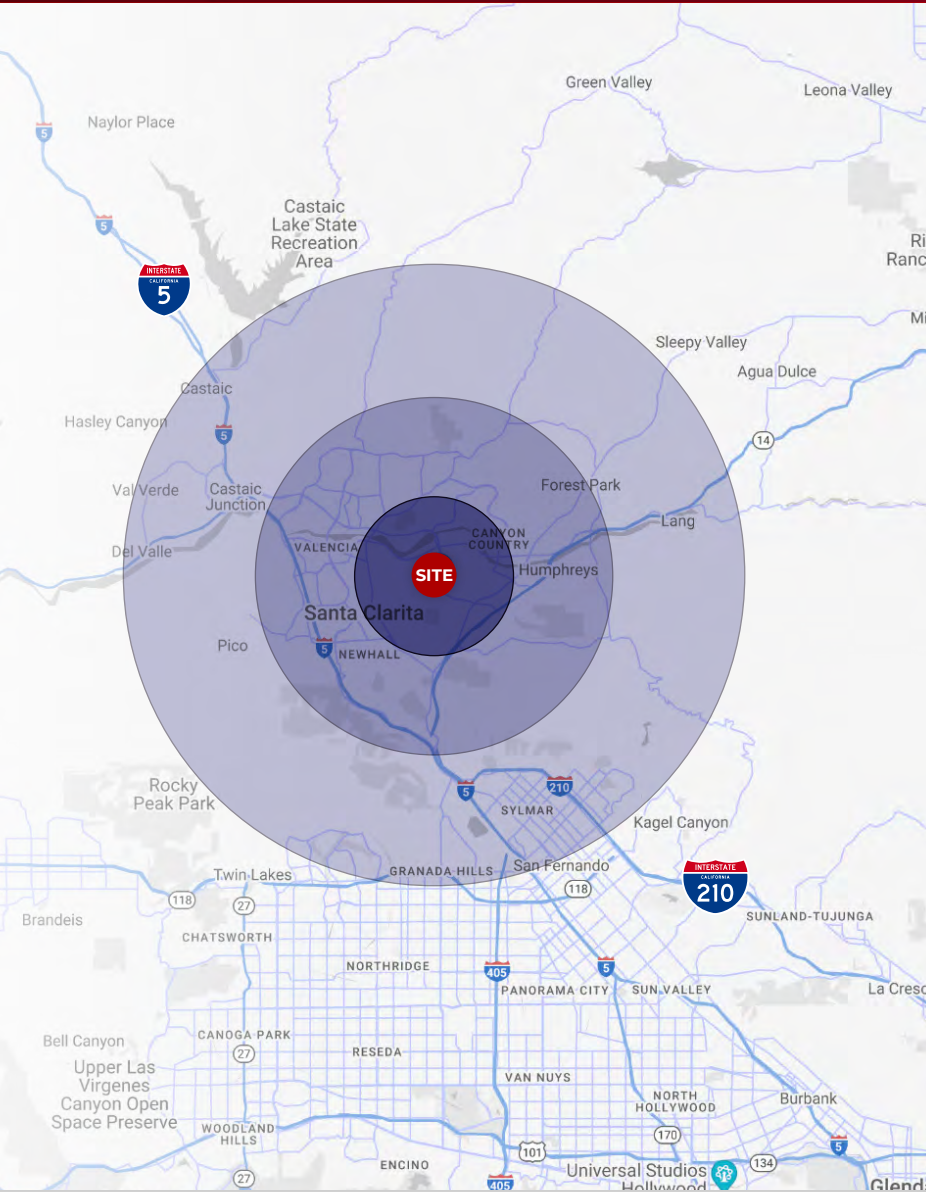 Green Valley
Leona Valley
Naylor Place
5
Castaic
Lake State
Recreation
Area
5
INTERSTATE
CALIFORNIA
5
Sleepy Valley
Agua Dulce
Castaic
Hasley Canyon
5
14
Val Verde
Castaic
Junction
Forest Park
Lang
VALENCIA
CANYON
COUNTRY
Del Valle
SITE
Humphreys
Santa Clarita
Pico
5
NEWHALL
Rocky
Peak Park
5
210
SYLMAR
Kagel Canyon
Twin Lakes
GRANADA HILLS
San Fernando
INTERSTATE
CALIFORNIA
210
118
27
118
Brandeis
SUNLAND-TUJUNGA
CHATSWORTH
NORTHRIDGE
405
5
PANORAMA CITY
SUN VALLEY
La Cresc
CANOGA PARK
Bell Canyon
27
RESEDA
Upper Las
Virgenes
Canyon Open
Space Preserve
VAN NUYS
NORTH
HOLLYWOOD
Burbank
WOODLAND
HILLS
170
5
101
ENCINO
134
Universal Studios
Hollywood
27
405